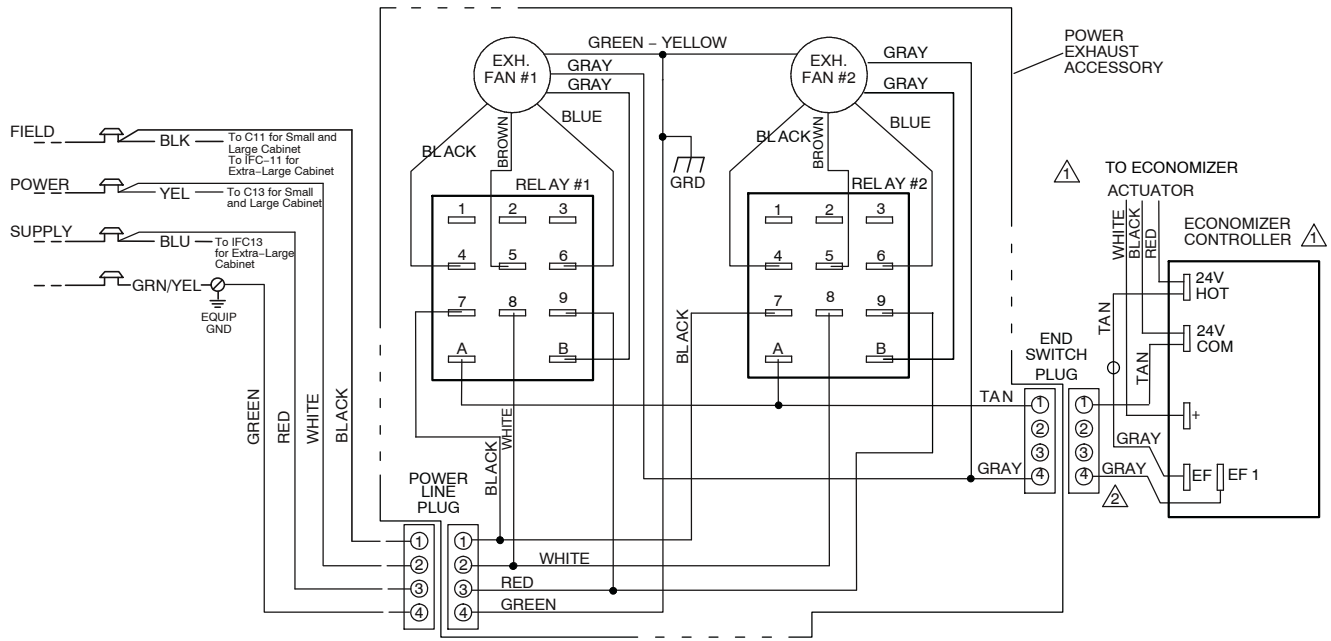 GREEN – YELLOW
POWER
EXHAUST
ACCESSORY
EXH.
FAN #1
GRAY
GRAY
EXH.
FAN #2
GRAY
GRAY
BLACK
BROWN
BLUE
BLACK
BROWN
BLUE
GRD
FIELD
BLK
To C11 for Small and
Large Cabinet
To IFC–11 for
Extra–Large Cabinet
POWER
YEL
To C13 for Small
and Large Cabinet
SUPPLY
BLU
To IFC13
for Extra–Large
Cabinet
GRN/YEL
EQUIP
GND
GREEN
RED
WHITE
BLACK
RELAY #1
1 2 3
4 5 6
7 8 9
A B
RELAY #2
1 2 3
4 5 6
7 8 9
A B
BLACK
WHITE
BLACK
POWER
LINE
PLUG
1 1
2 2
3 3
4 4
WHITE
RED
GREEN
TAN
GRAY
END
SWITCH
PLUG
1 1
2 2
3 3
4 4
1
TO ECONOMIZER
ACTUATOR
WHITE
BLACK
RED
ECONOMIZER
CONTROLLER
1
24V
HOT
24V
COM
+
EF EF 1
TAN
TAN
GRAY
GRAY
2